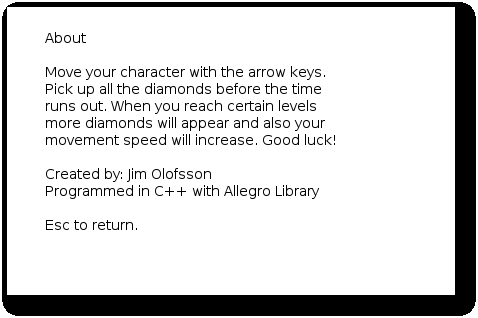 About
Move your character with the arrow keys.
Pick up all the diamonds before the time
runs out. When you reach certain levels
more diamonds will appear and also your
movement speed will increase. Good luck!
Created by: Jim Olofsson
Programmed in C++ with Allegro Library
Esc to return.